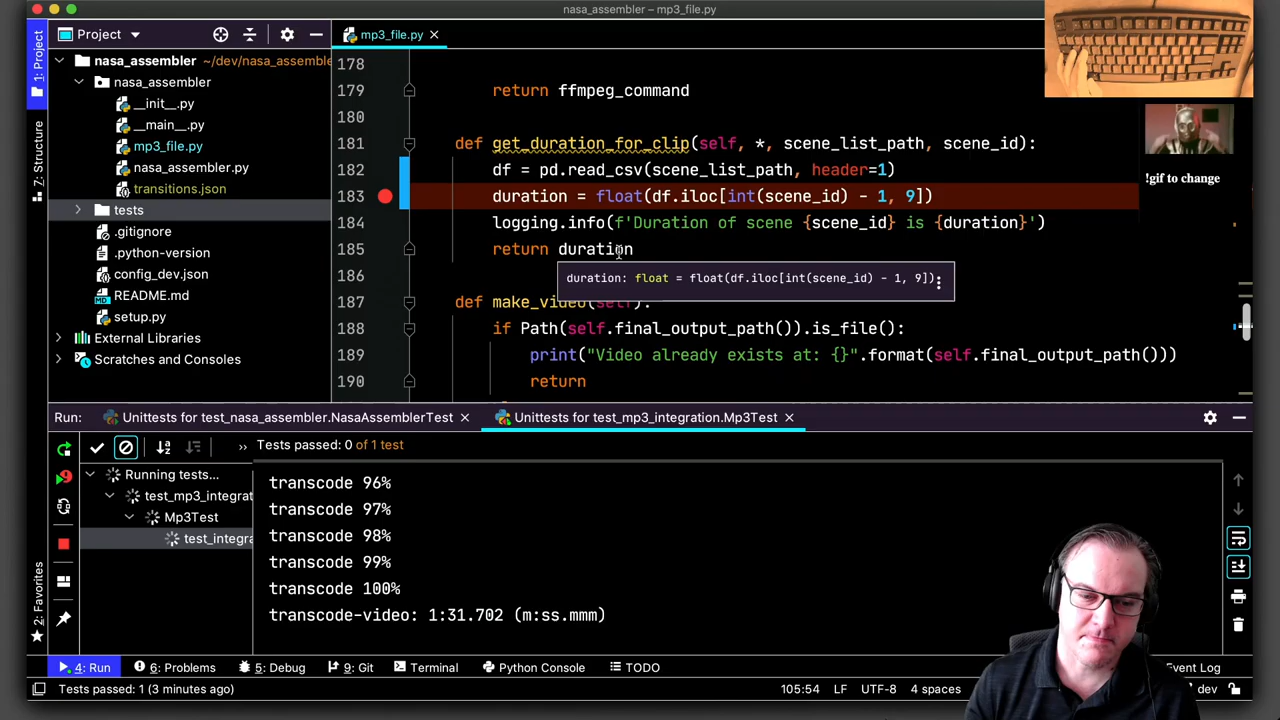 nasa_assembler – mp3_file.py
1: Project
7: Structure
2: Favorites
Project
nasa_assembler ~/dev/nasa_assemble
nasa_assembler
__init__.py
__main__.py
mp3_file.py
nasa_assembler.py
transitions.json
tests
.gitignore
.python-version
config_dev.json
README.md
setup.py
External Libraries
Scratches and Consoles
mp3_file.py
178
179 return ffmpeg_command
180
181 def get_duration_for_clip(self, *, scene_list_path, scene_id):
182 df = pd.read_csv(scene_list_path, header=1)
183 duration = float(df.iloc[int(scene_id) - 1, 9])
184 logging.info(f'Duration of scene {scene_id} is {duration}')
185 return duration
186
duration: float = float(df.iloc[int(scene_id) - 1, 9])
187 def make_video(self):
188 if Path(self.final_output_path()).is_file():
189 print("Video already exists at: {}".format(self.final_output_path()))
190 return
!gif to change
Run: Unittests for test_nasa_assembler.NasaAssemblerTest Unittests for test_mp3_integration.Mp3Test
Tests passed: 0 of 1 test
Running tests...
test_mp3_integrat
Mp3Test
test_integra
transcode 96%
transcode 97%
transcode 98%
transcode 99%
transcode 100%
transcode-video: 1:31.702 (m:ss.mmm)
4: Run 6: Problems 5: Debug 9: Git Terminal Python Console TODO Event Log
Tests passed: 1 (3 minutes ago) 105:54 LF UTF-8 4 spaces dev